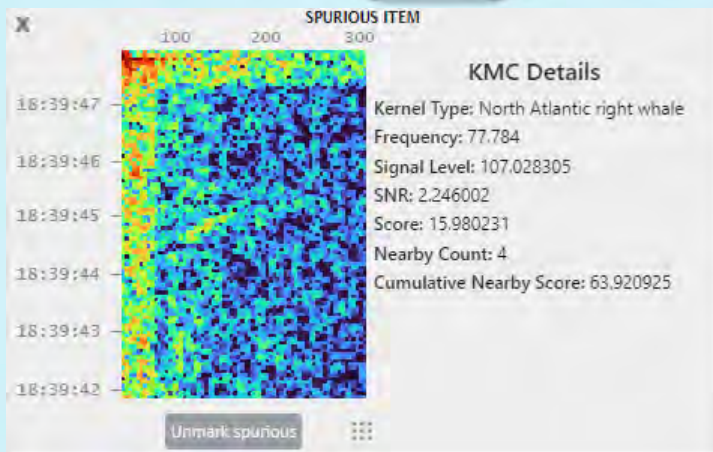 SPURIOUS ITEM
X
100 200 300
18:39:47
18:39:46
18:39:45
18:39:44
18:39:43
18:39:42
KMC Details
Kernel Type: North Atlantic right whale
Frequency: 77.784
Signal Level: 107.028305
SNR: 2.246002
Score: 15.980231
Nearby Count: 4
Cumulative Nearby Score: 63.920925
Unmark spurious